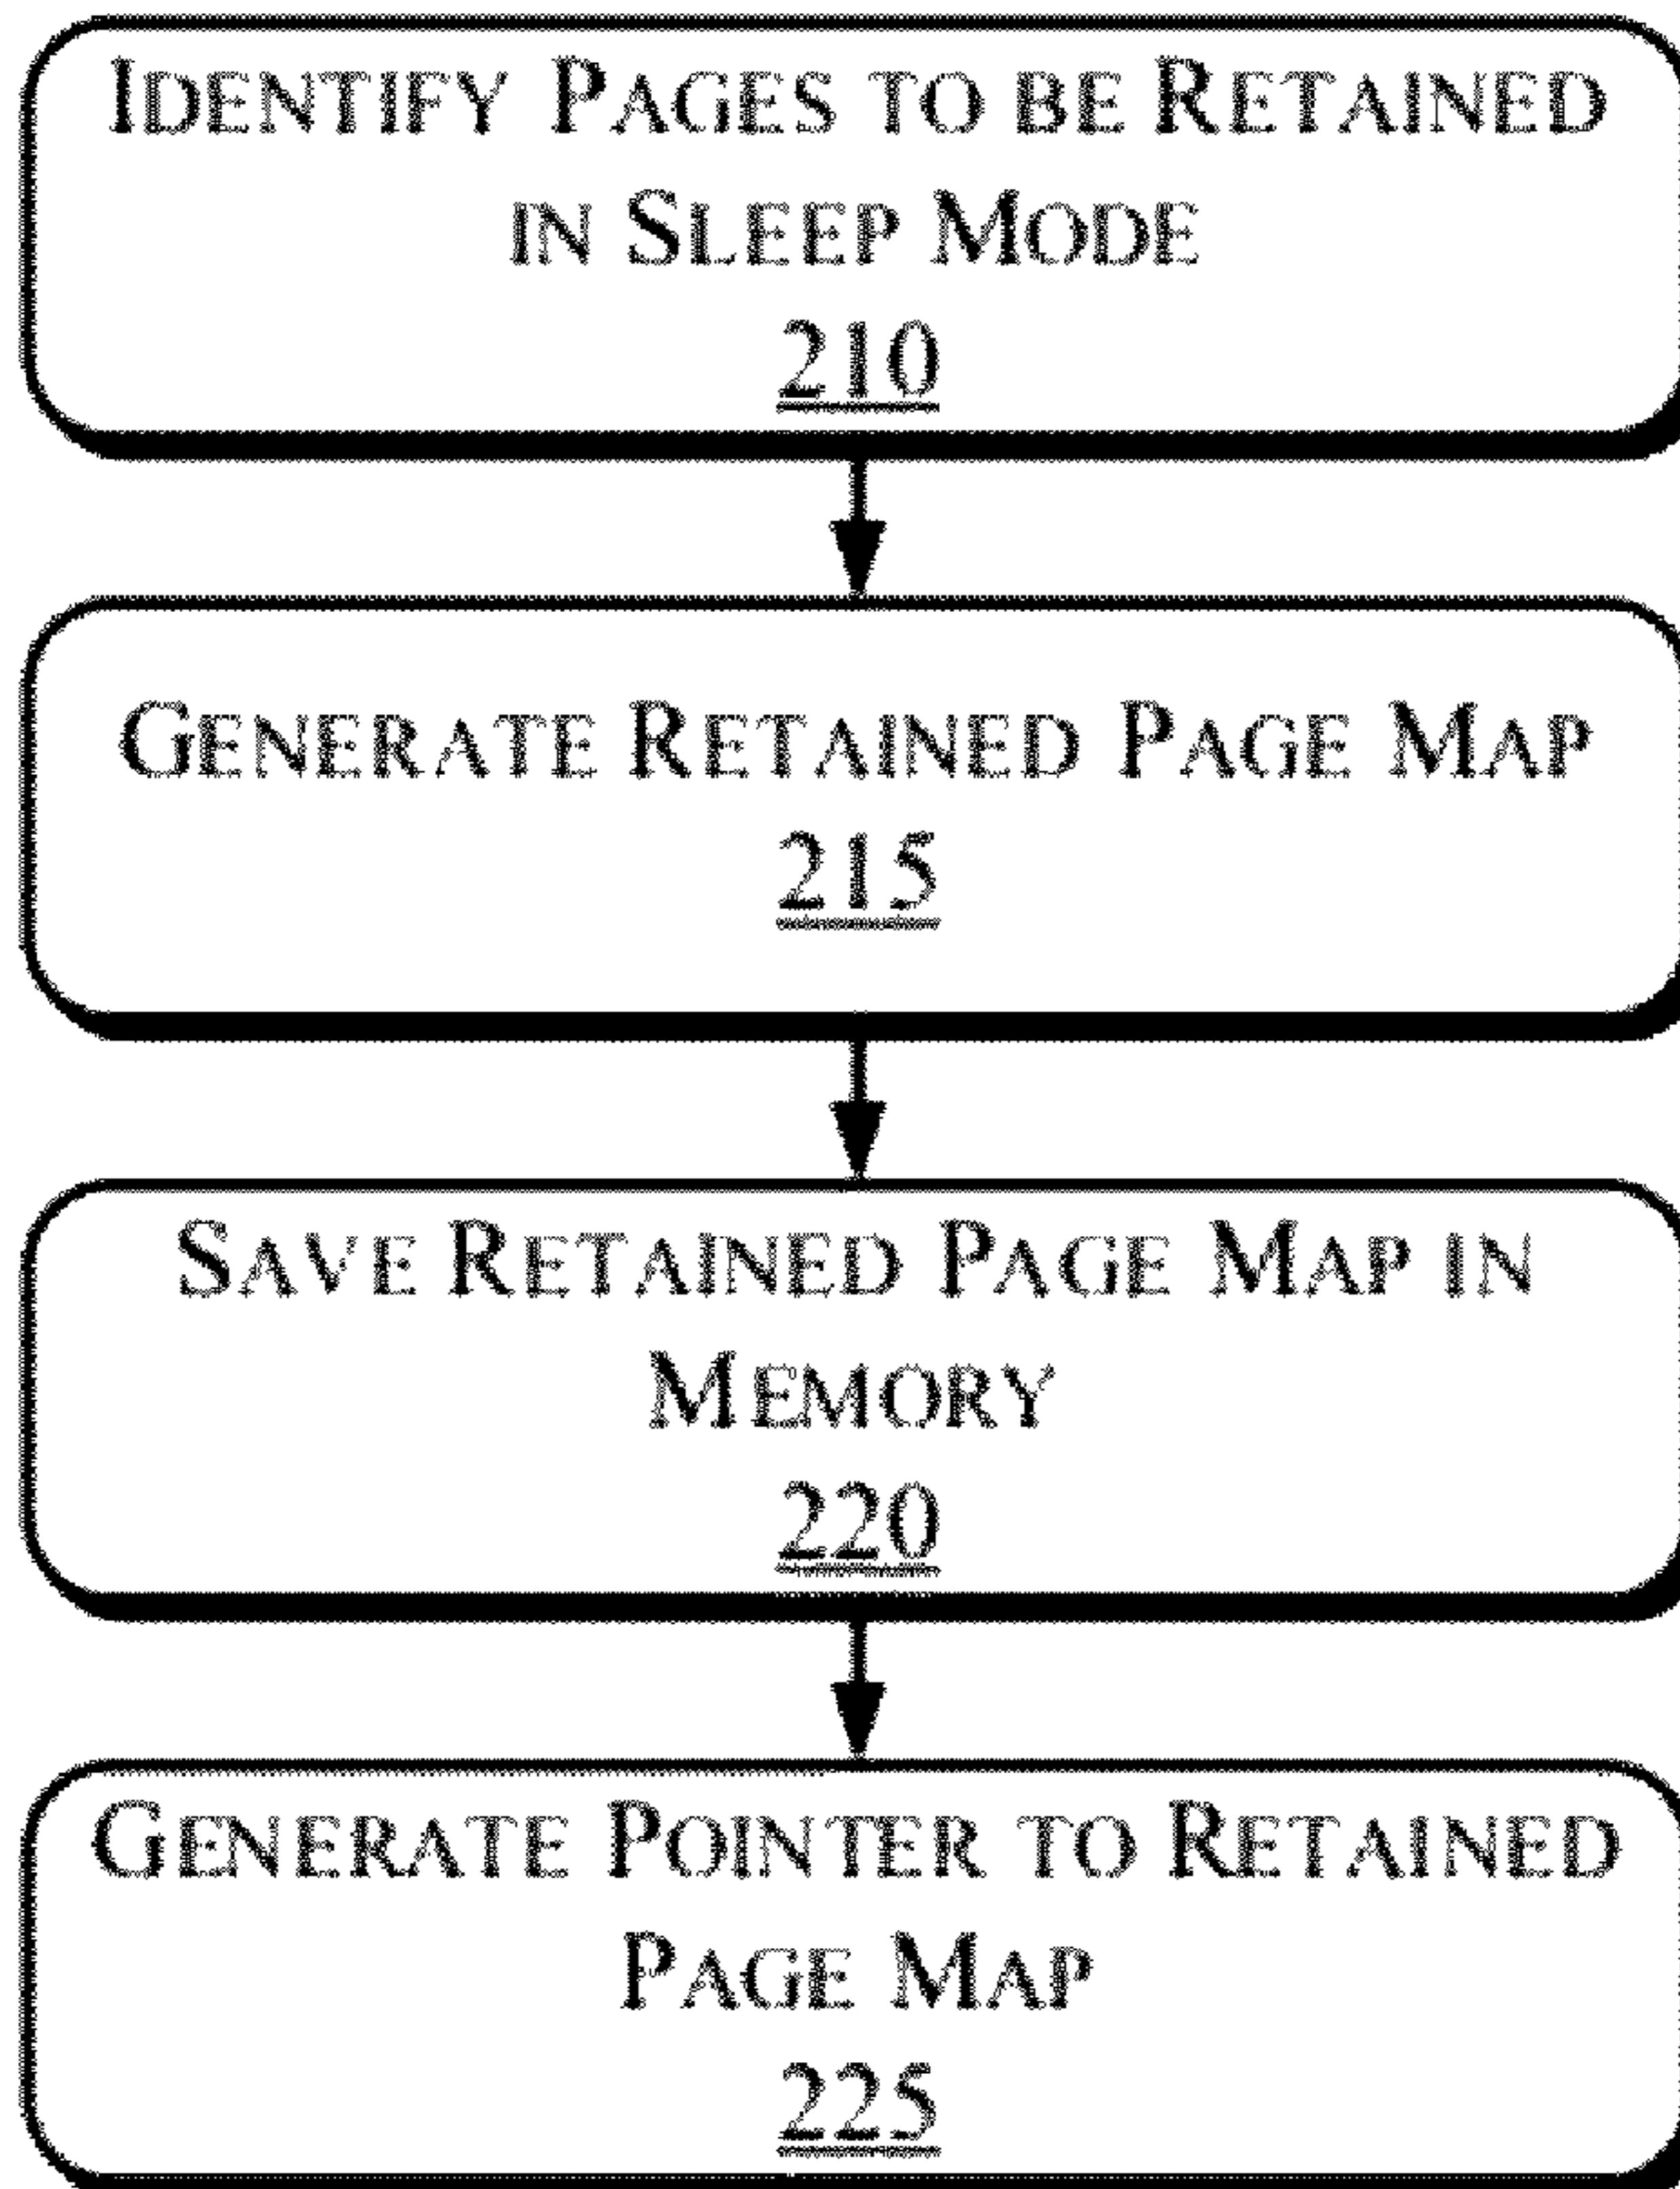 IDENTIFY PAGES TO BE RETAINED
IN SLEEP MODE
210
GENERATE RETAINED PAGE MAP
215
SAVE RETAINED PAGE MAP IN
MEMORY
220
GENERATE POINTER TO RETAINED
PAGE MAP
225